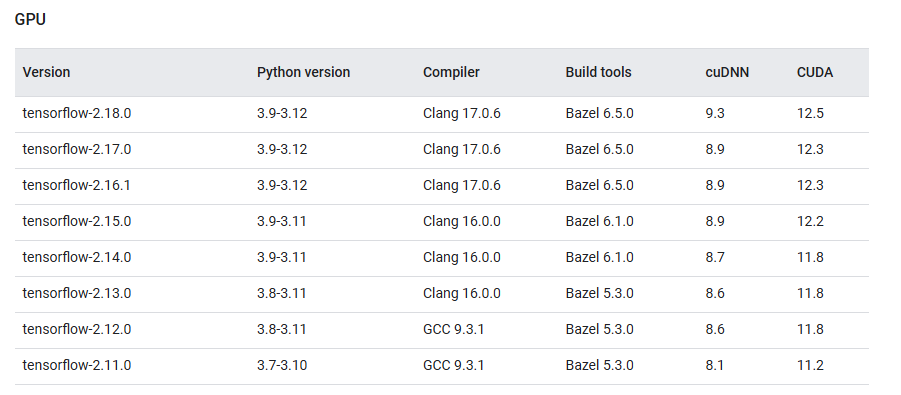 GPU
Version Python version Compiler Build tools cuDNN CUDA
tensorflow-2.18.0 3.9-3.12 Clang 17.0.6 Bazel 6.5.0 9.3 12.5
tensorflow-2.17.0 3.9-3.12 Clang 17.0.6 Bazel 6.5.0 8.9 12.3
tensorflow-2.16.1 3.9-3.12 Clang 17.0.6 Bazel 6.5.0 8.9 12.3
tensorflow-2.15.0 3.9-3.11 Clang 16.0.0 Bazel 6.1.0 8.9 12.2
tensorflow-2.14.0 3.9-3.11 Clang 16.0.0 Bazel 6.1.0 8.7 11.8
tensorflow-2.13.0 3.8-3.11 Clang 16.0.0 Bazel 5.3.0 8.6 11.8
tensorflow-2.12.0 3.8-3.11 GCC 9.3.1 Bazel 5.3.0 8.6 11.8
tensorflow-2.11.0 3.7-3.10 GCC 9.3.1 Bazel 5.3.0 8.1 11.2